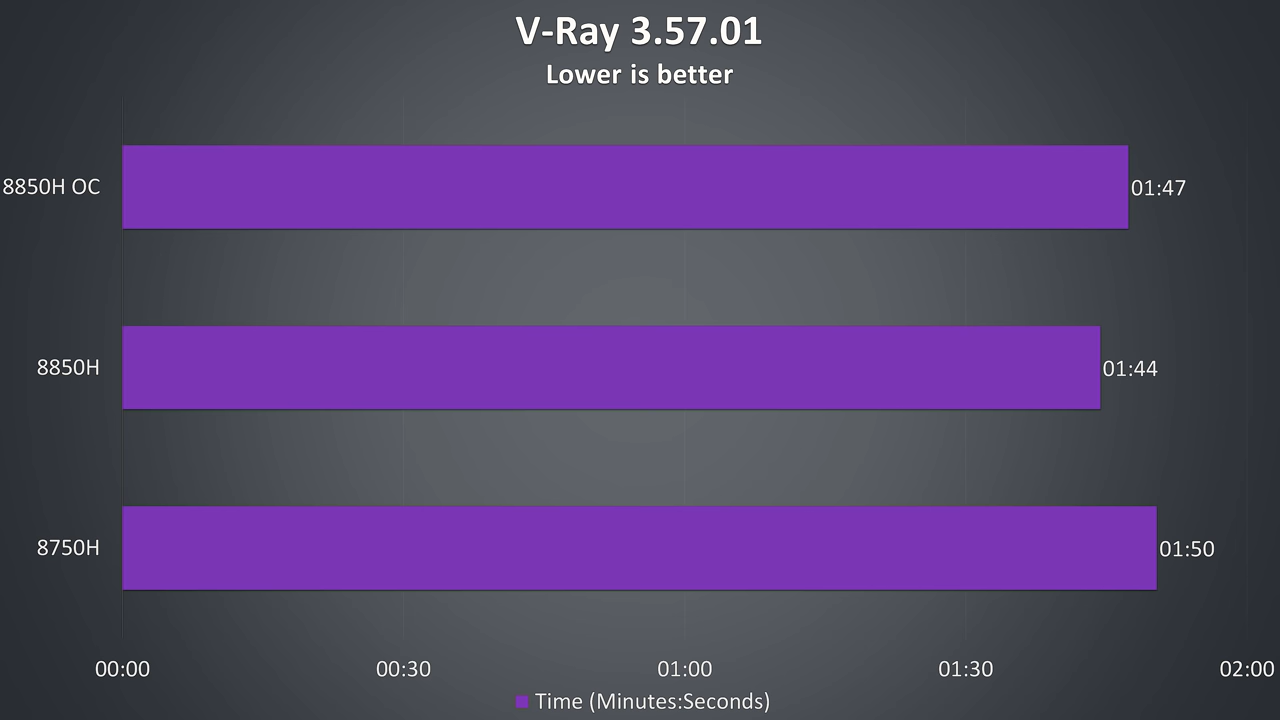 V-Ray 3.57.01
Lower is better
8850H OC
01:47
8850H
01:44
8750H
01:50
00:00 00:30 01:00 01:30 02:00
Time (Minutes:Seconds)